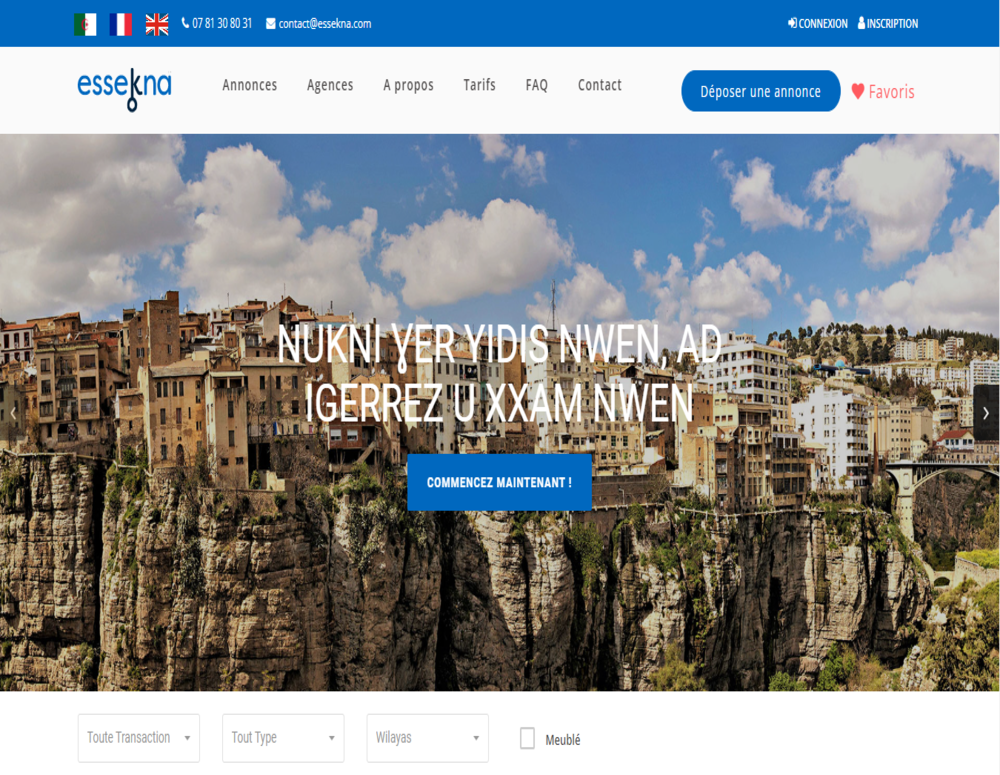 07 81 30 80 31 contact@essekna.com CONNEXION INSCRIPTION
essekna Annonces Agences A propos Tarifs FAQ Contact Déposer une annonce Favoris
NUKNI ƔER YIDIS NWEN, AD
IGERREZ U XXAM NWEN
COMMENCEZ MAINTENANT !
Toute Transaction Tout Type Wilayas Meublé